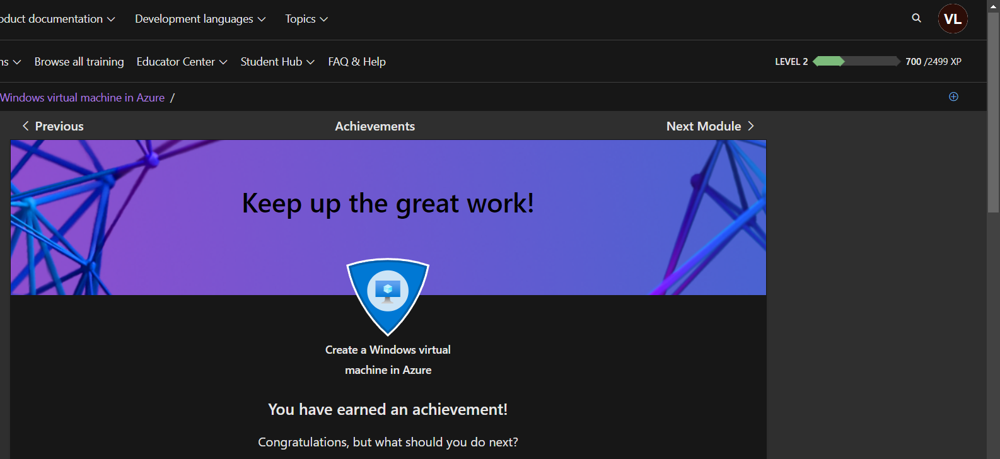 oduct documentation
Development languages
Topics
VL
ns
Browse all training
Educator Center
Student Hub
FAQ & Help
LEVEL 2
700 /2499 XP
Windows virtual machine in Azure /
Previous
Achievements
Next Module
Keep up the great work!
Create a Windows virtual
machine in Azure
You have earned an achievement!
Congratulations, but what should you do next?